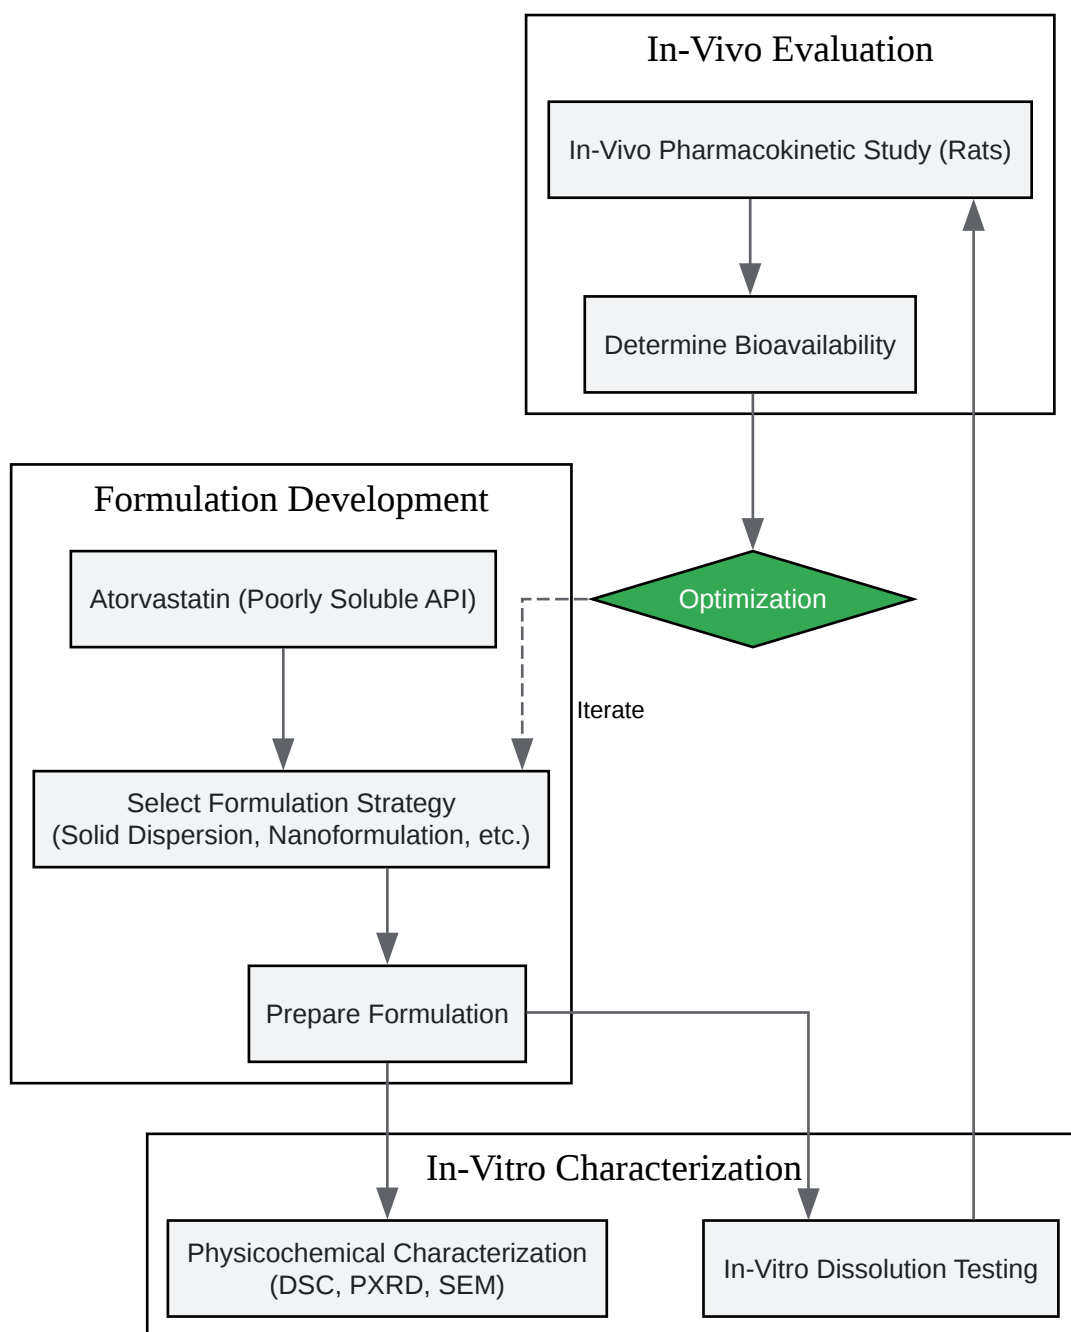 In-Vivo Evaluation
In-Vivo Pharmacokinetic Study (Rats)
Determine Bioavailability
Formulation Development
Atorvastatin (Poorly Soluble API)
Optimization
Iterate
Select Formulation Strategy
(Solid Dispersion, Nanoformulation, etc.)
Prepare Formulation
In-Vitro Characterization
Physicochemical Characterization
(DSC, PXRD, SEM)
In-Vitro Dissolution Testing